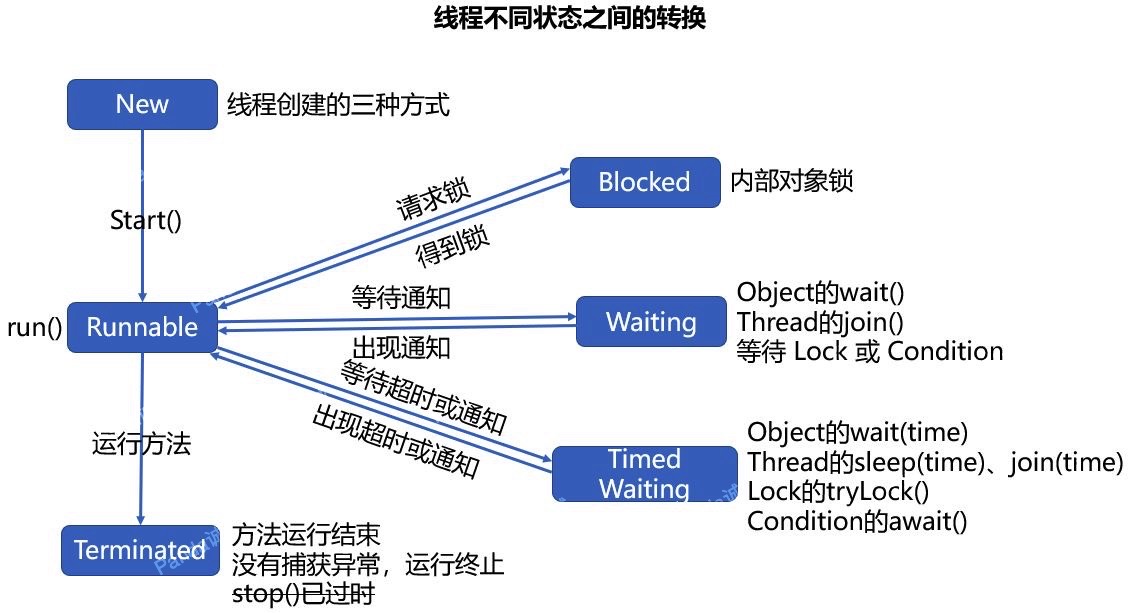 线程不同状态之间的转换
New
线程创建的三种方式
Start()
Blocked
内部对象锁
请求锁
得到锁
run()
Runnable
等待通知
出现通知
Waiting
Object的wait()
Thread的join()
等待 Lock 或 Condition
等待超时或通知
出现超时或通知
运行方法
Timed
Waiting
Object的wait(time)
Thread的sleep(time)、join(time)
Lock的tryLock()
Condition的await()
Terminated
方法运行结束
没有捕获异常，运行终止
stop()已过时